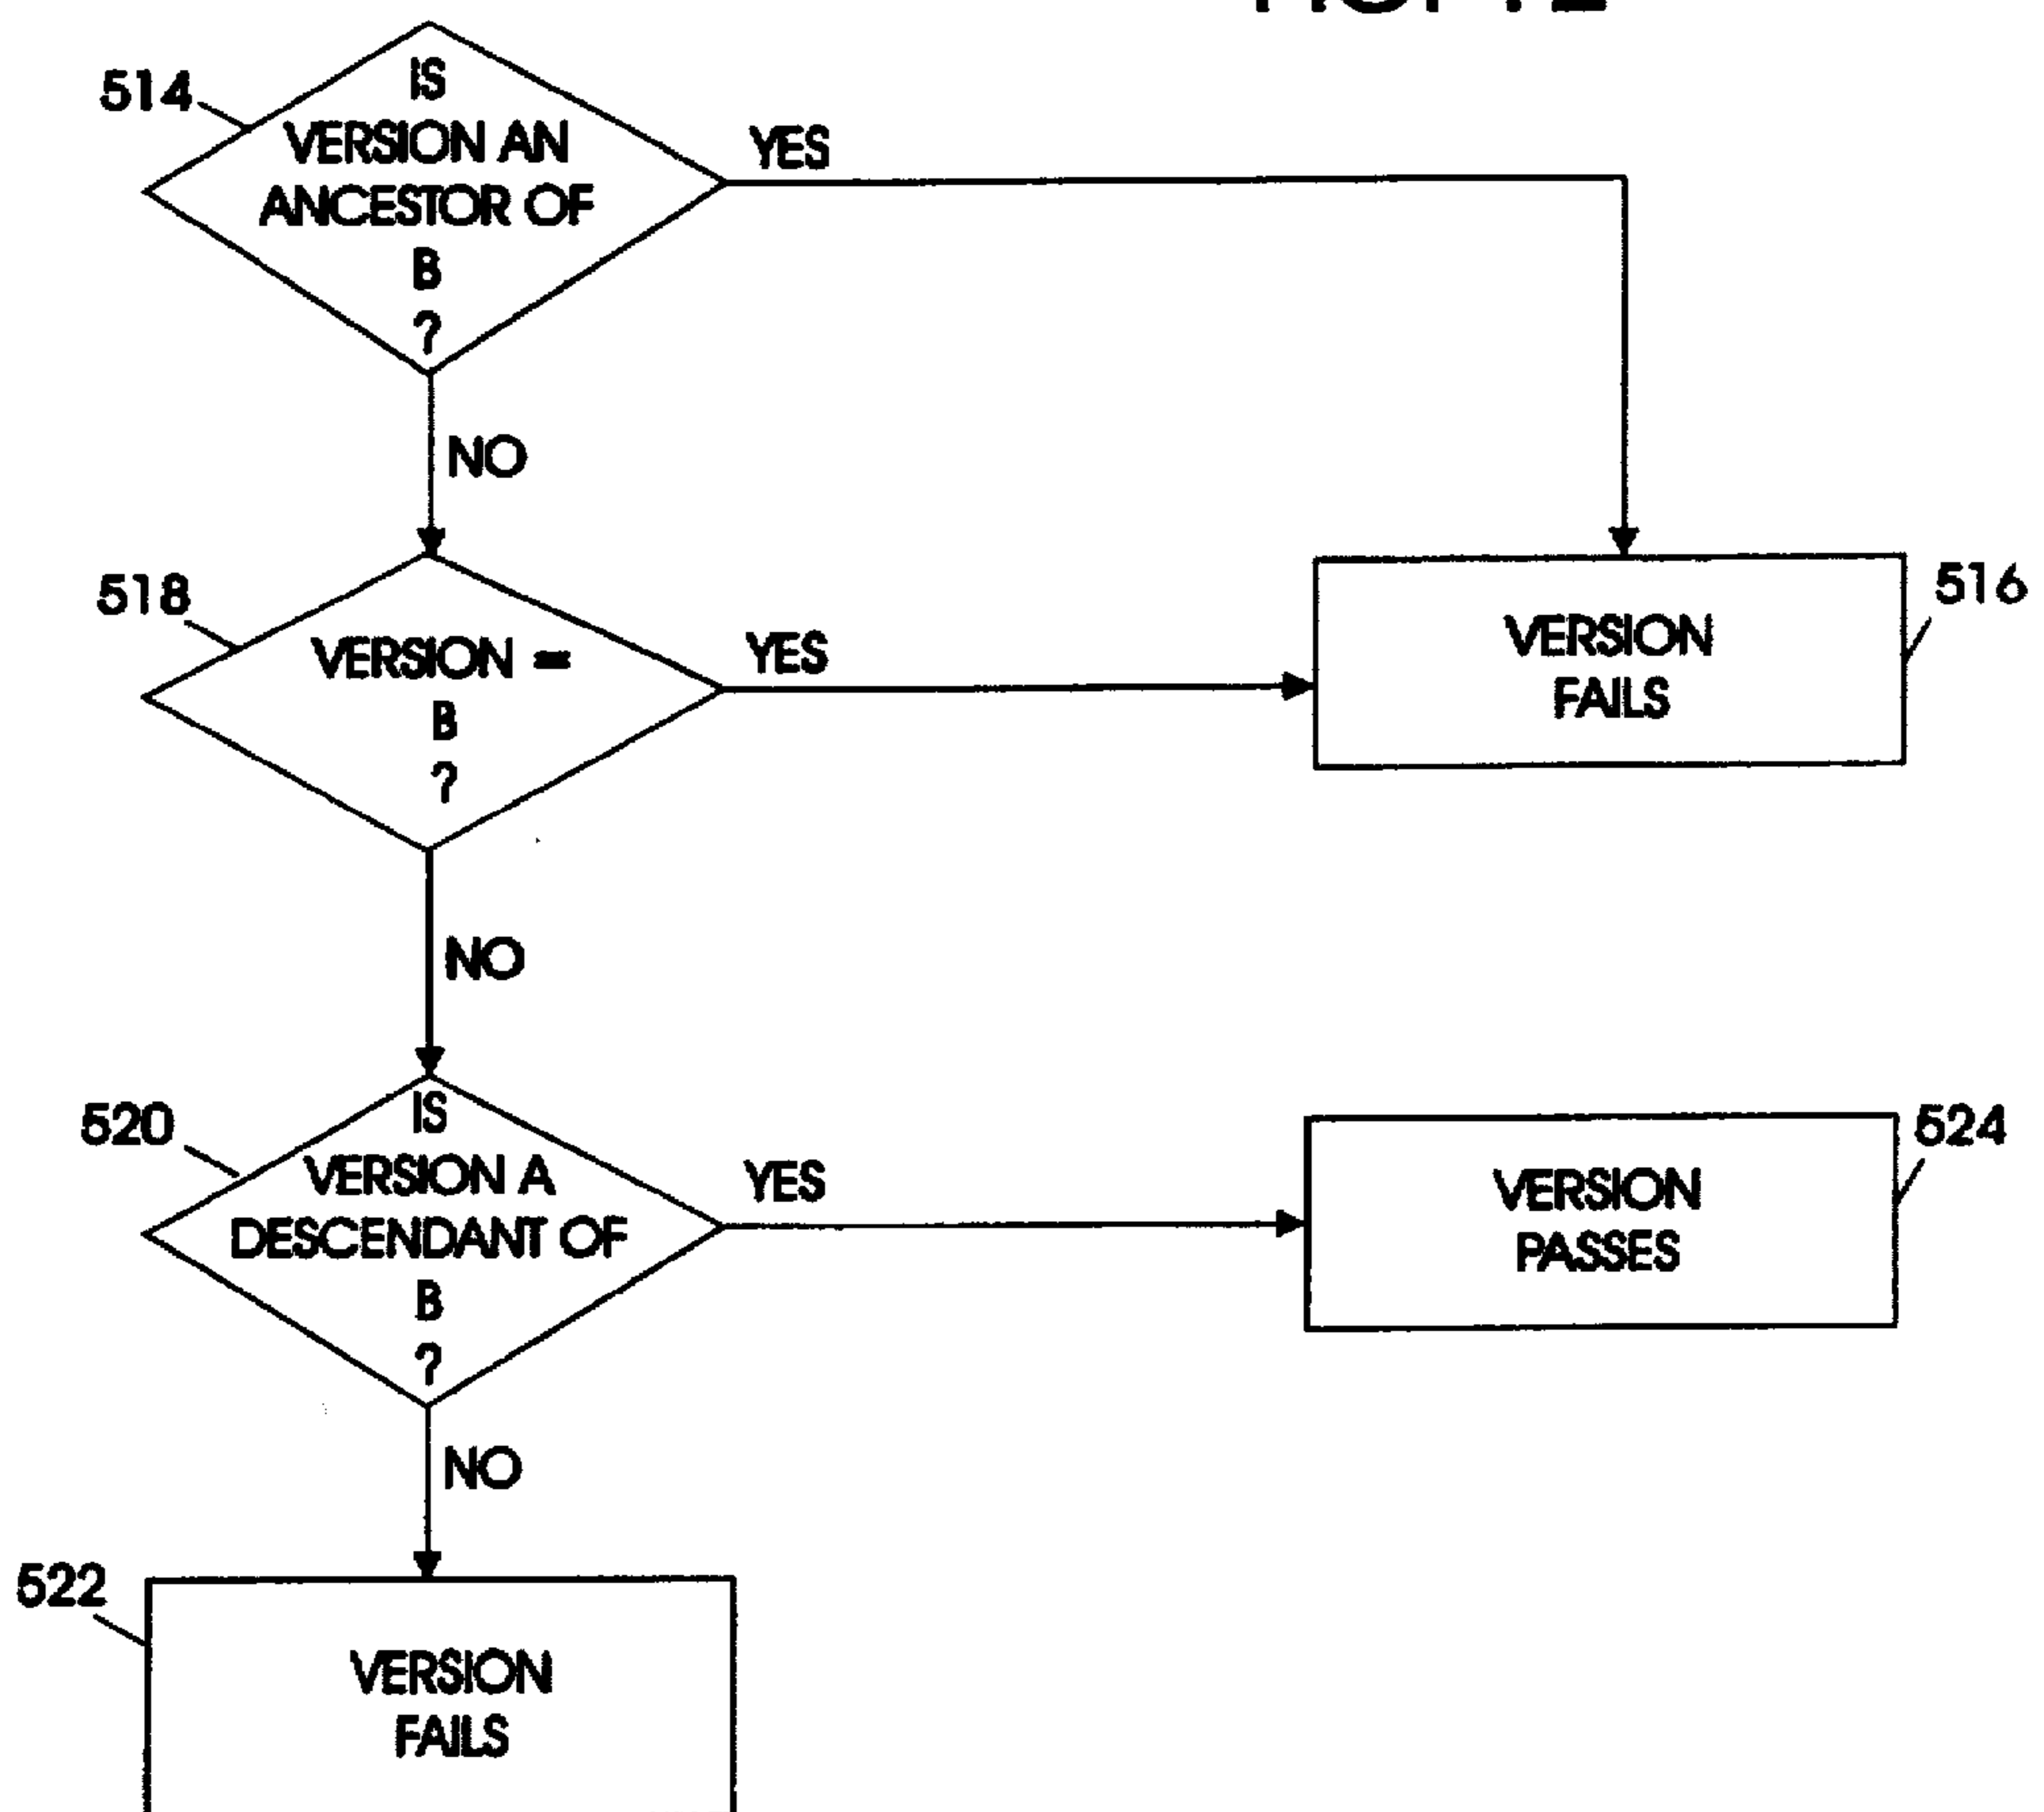 514
IS
VERSION AN
ANCESTOR OF
B
?
YES
NO
518
VERSION =
B
?
YES
516
VERSION
FAILS
NO
520
IS
VERSION A
DESCENDANT OF
B
?
YES
524
VERSION
PASSES
NO
522
VERSION
FAILS